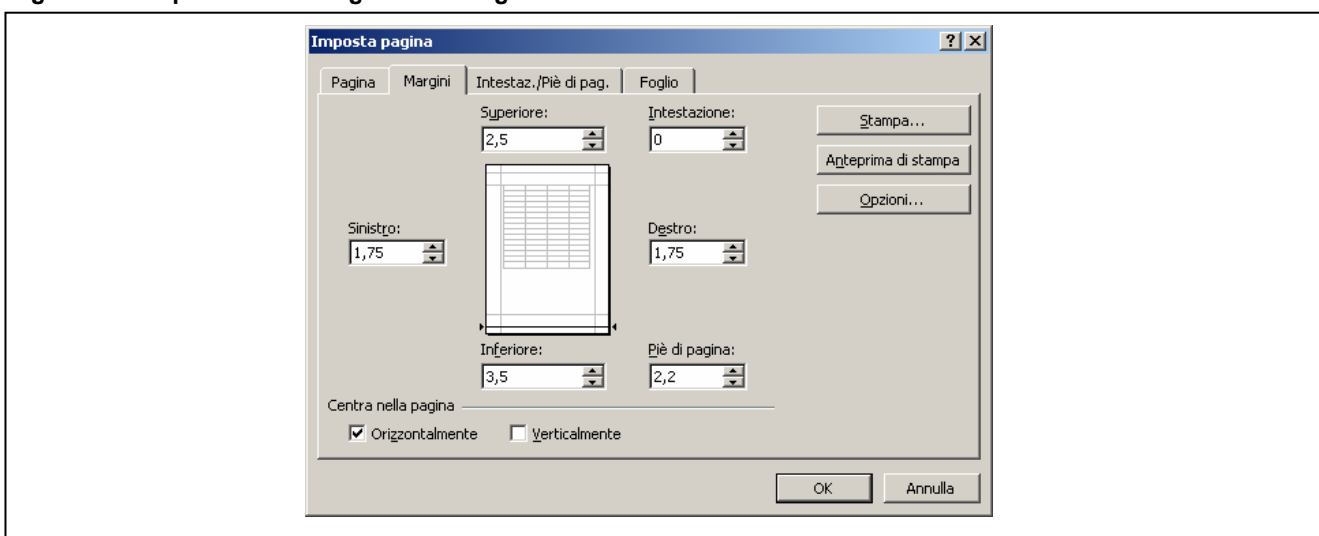 Imposta pagina
Pagina Margini Intestaz./Piè di pag. Foglio
Superiore: Intestazione:
2,5 0
Stampa...
Anteprima di stampa
Opzioni...
Sinistro: Destro:
1,75 1,75
Inferiore: Piè di pagina:
3,5 2,2
Centra nella pagina
Orizzontalmente Verticalmente
OK Annulla